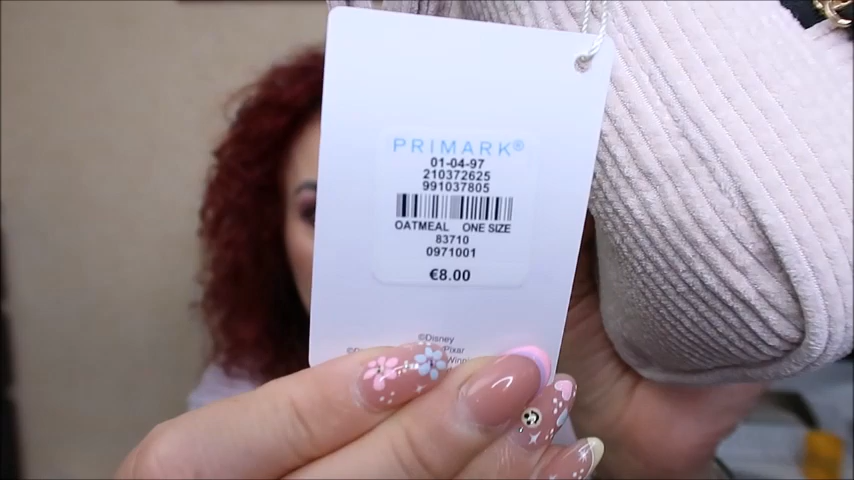 PRIMARK®
01-04-97
210372625
991037805
OATMEAL ONE SIZE
83710
0971001
€8.00
©Disney
Pixar